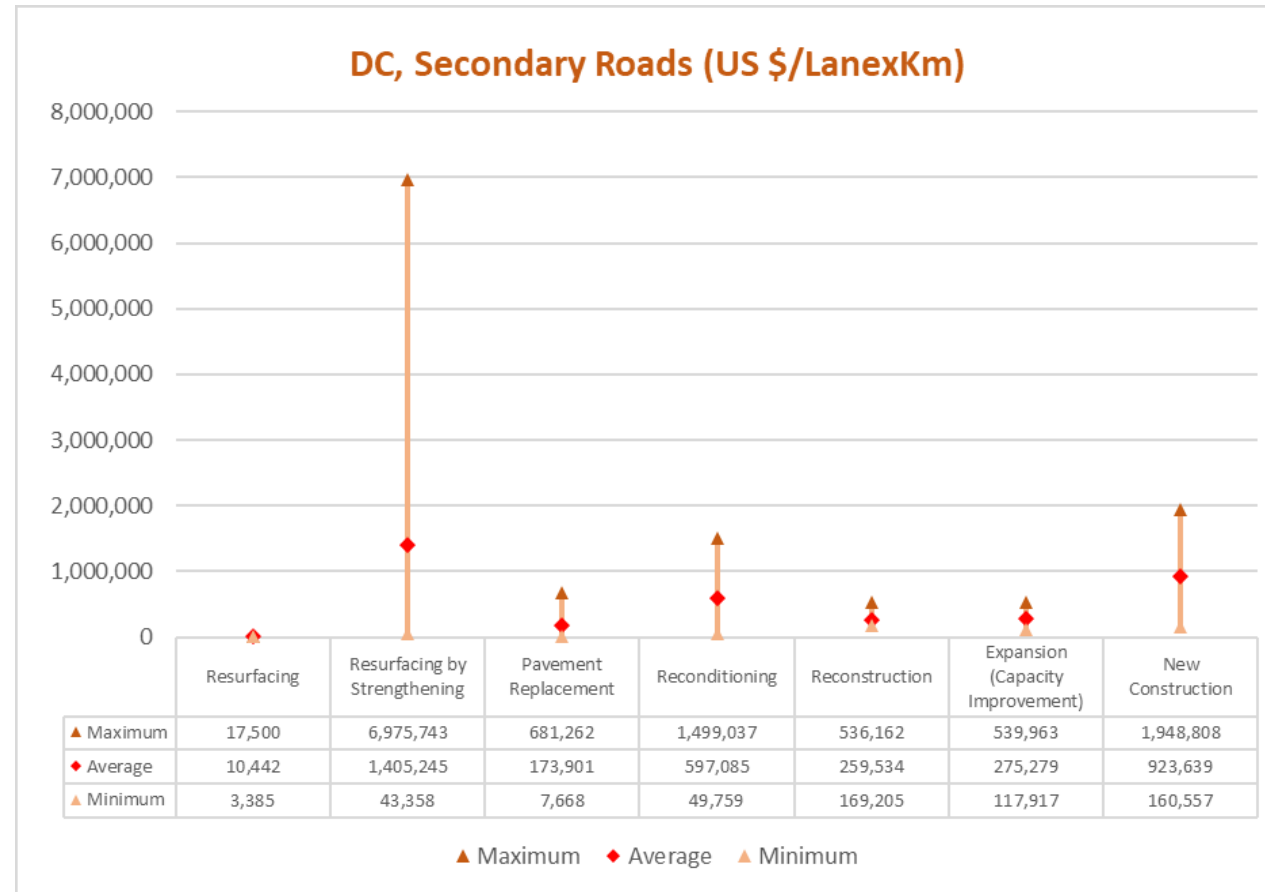 DC, Secondary Roads (US $/LanexKm)
8,000,000
7,000,000
6,000,000
5,000,000
4,000,000
3,000,000
2,000,000
1,000,000
0
Resurfacing
Resurfacing by
Strengthening
Pavement
Replacement
Reconditioning
Reconstruction
Expansion
(Capacity
Improvement)
New
Construction
Maximum 17,500 6,975,743 681,262 1,499,037 536,162 539,963 1,948,808
Average 10,442 1,405,245 173,901 597,085 259,534 275,279 923,639
Minimum 3,385 43,358 7,668 49,759 169,205 117,917 160,557
Maximum Average Minimum